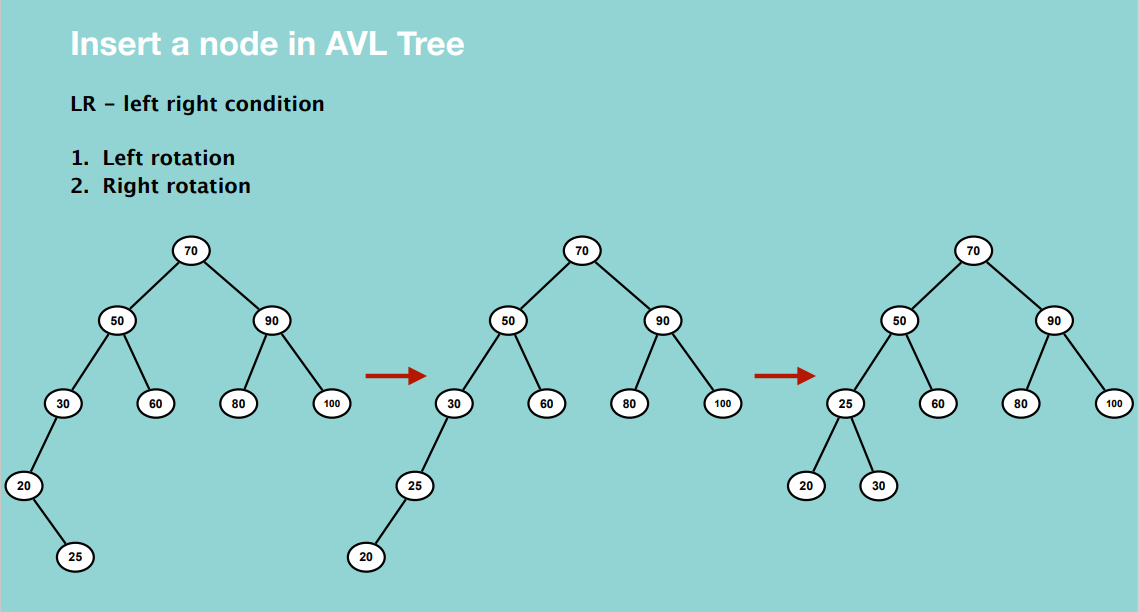 Insert a node in AVL Tree
LR – left right condition
1. Left rotation
2. Right rotation
70 70 70
50 90 50 90 50 90
30 60 80 100 30 60 80 100 25 60 80 100
20 25 20 30
25 20